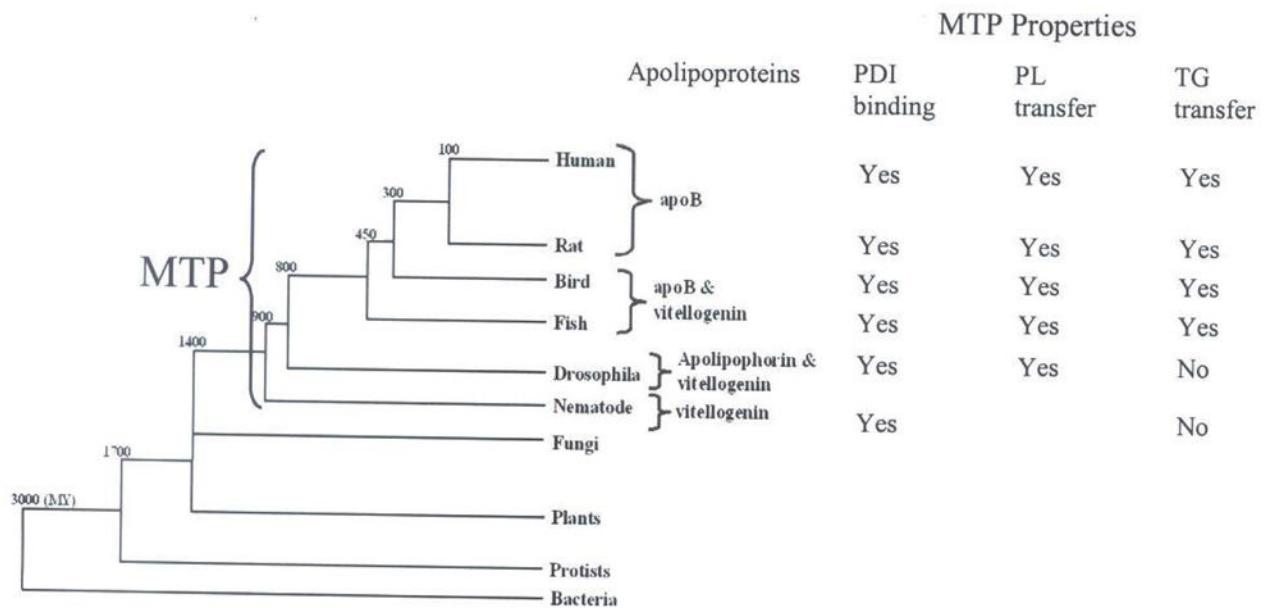 MTP Properties
Apolipoproteins PDI binding PL transfer TG transfer
100
Human
Yes Yes Yes
300
apoB
450
Rat
Yes Yes Yes
MTP
800
Bird
apoB & vitellogenin
Yes Yes Yes
900
Fish
Yes Yes Yes
1400
Drosophila
Apolipophorin & vitellogenin
Yes Yes No
Nematode
vitellogenin
Yes No
Fungi
1700
3000 (MY)
Plants
Protists
Bacteria